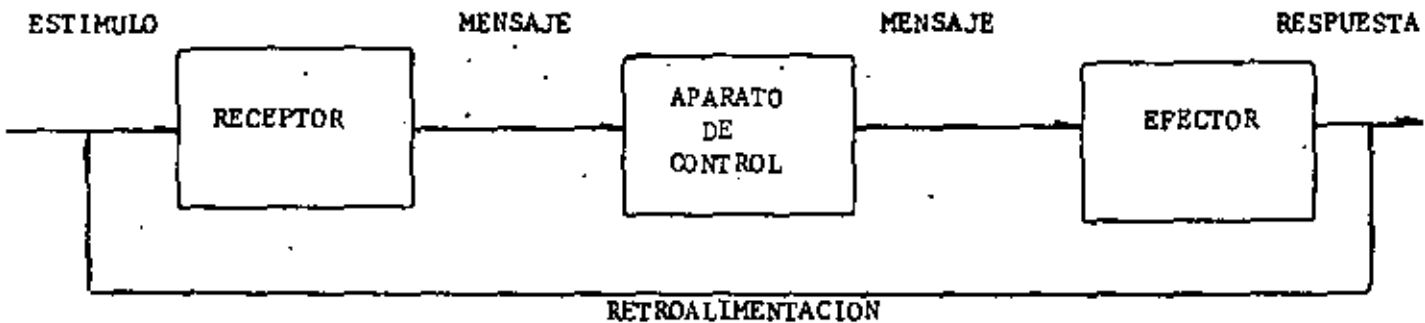 ESTIMULO MENSAJE MENSAJE RESPUESTA
RECEPTOR
APARATO
DE
CONTROL
EFECTOR
RETROALIMENTACION